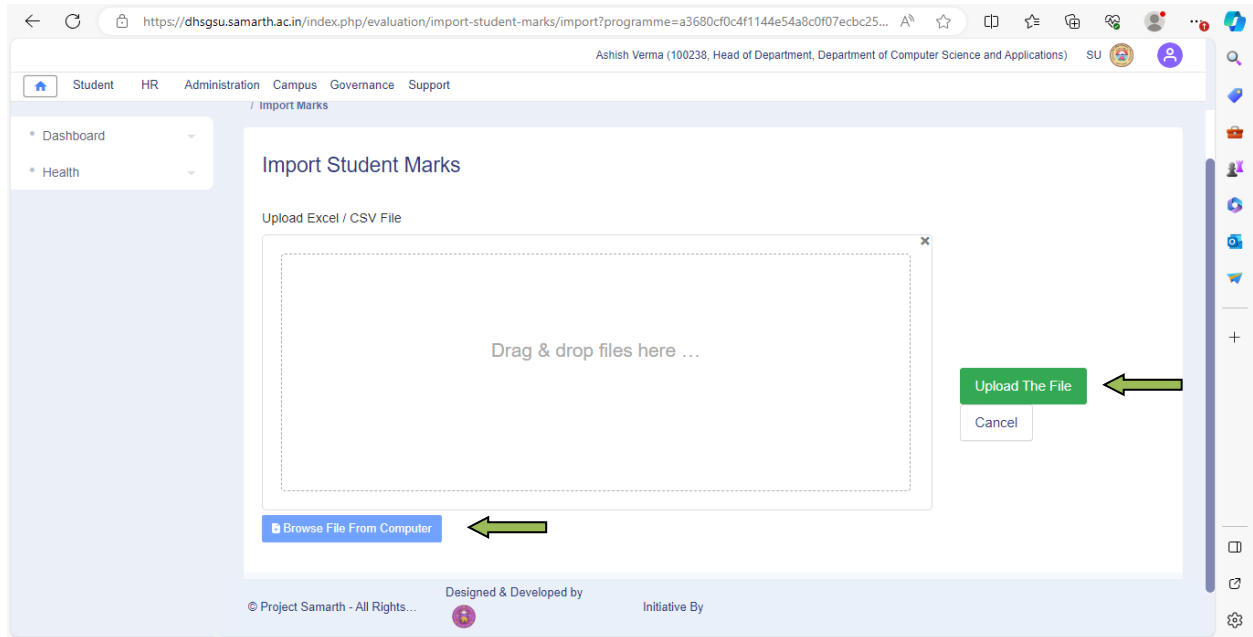 https://dhsgsu.samarth.ac.in/index.php/evaluation/import-student-marks/import?programme=a3680cf0c4f1144e54a8c0f07ecbc25...
Ashish Verma (100238, Head of Department, Department of Computer Science and Applications) SU
Student HR Administration Campus Governance Support
/ Import Marks
Dashboard
Health
Import Student Marks
Upload Excel / CSV File
Drag & drop files here …
Upload The File
Cancel
Browse File From Computer
Designed & Developed by
© Project Samarth - All Rights… Initiative By